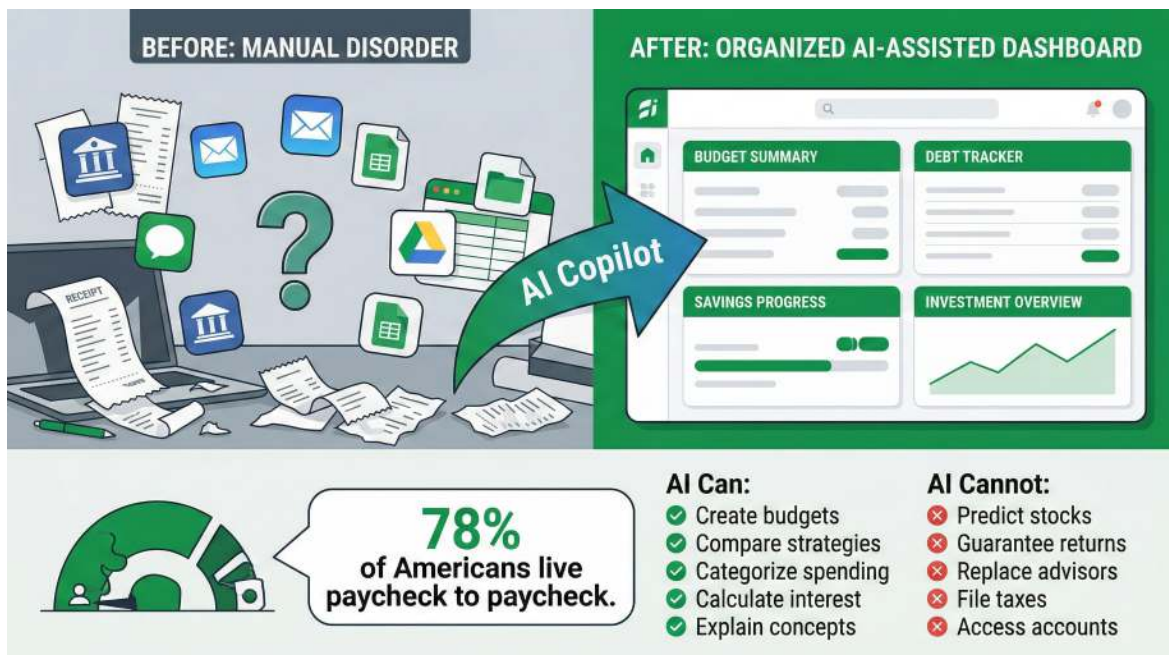 BEFORE: MANUAL DISORDER
AFTER: ORGANIZED AI-ASSISTED DASHBOARD
RECEIPT
AI Copilot
BUDGET SUMMARY
DEBT TRACKER
SAVINGS PROGRESS
INVESTMENT OVERVIEW
78%
of Americans live
paycheck to paycheck.
AI Can:
Create budgets
Compare strategies
Categorize spending
Calculate interest
Explain concepts
AI Cannot:
Predict stocks
Guarantee returns
Replace advisors
File taxes
Access accounts